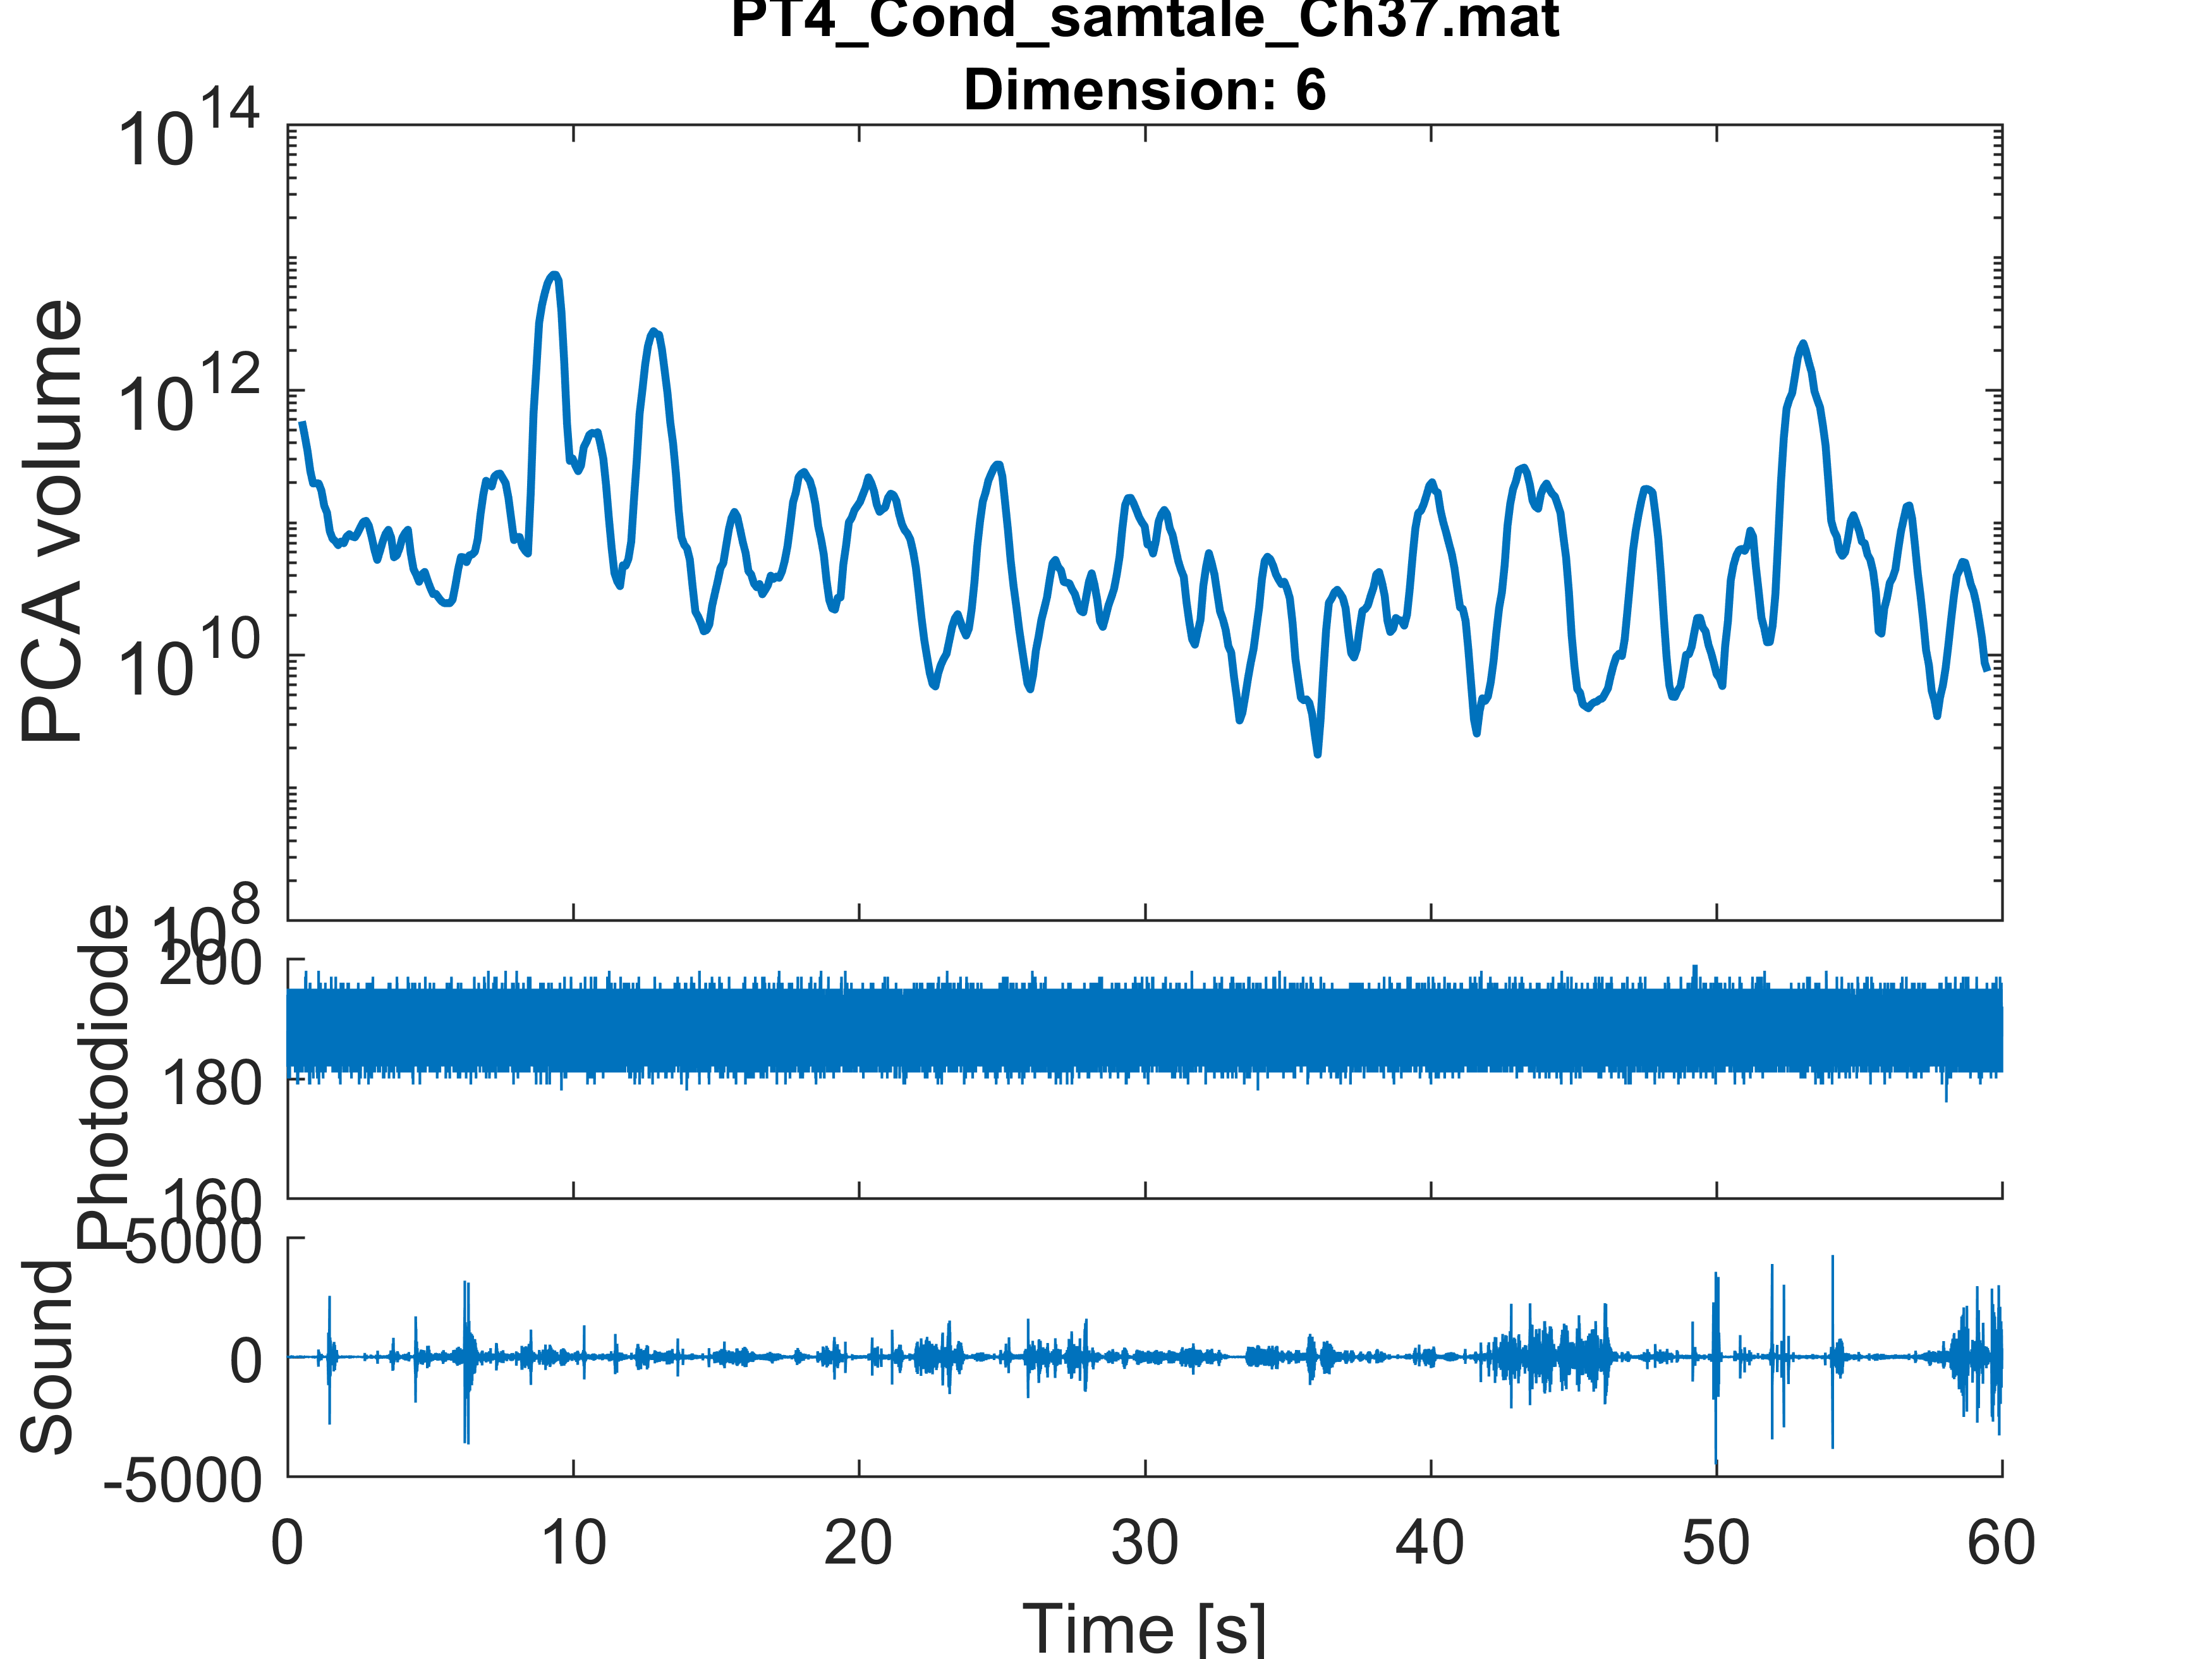 PT4_Cond_samtale_Ch37.mat
Dimension: 6
PCA volume
10^14
10^12
10^10
10^8
Photodiode
200
180
160
Sound
5000
0
-5000
0 10 20 30 40 50 60
Time [s]